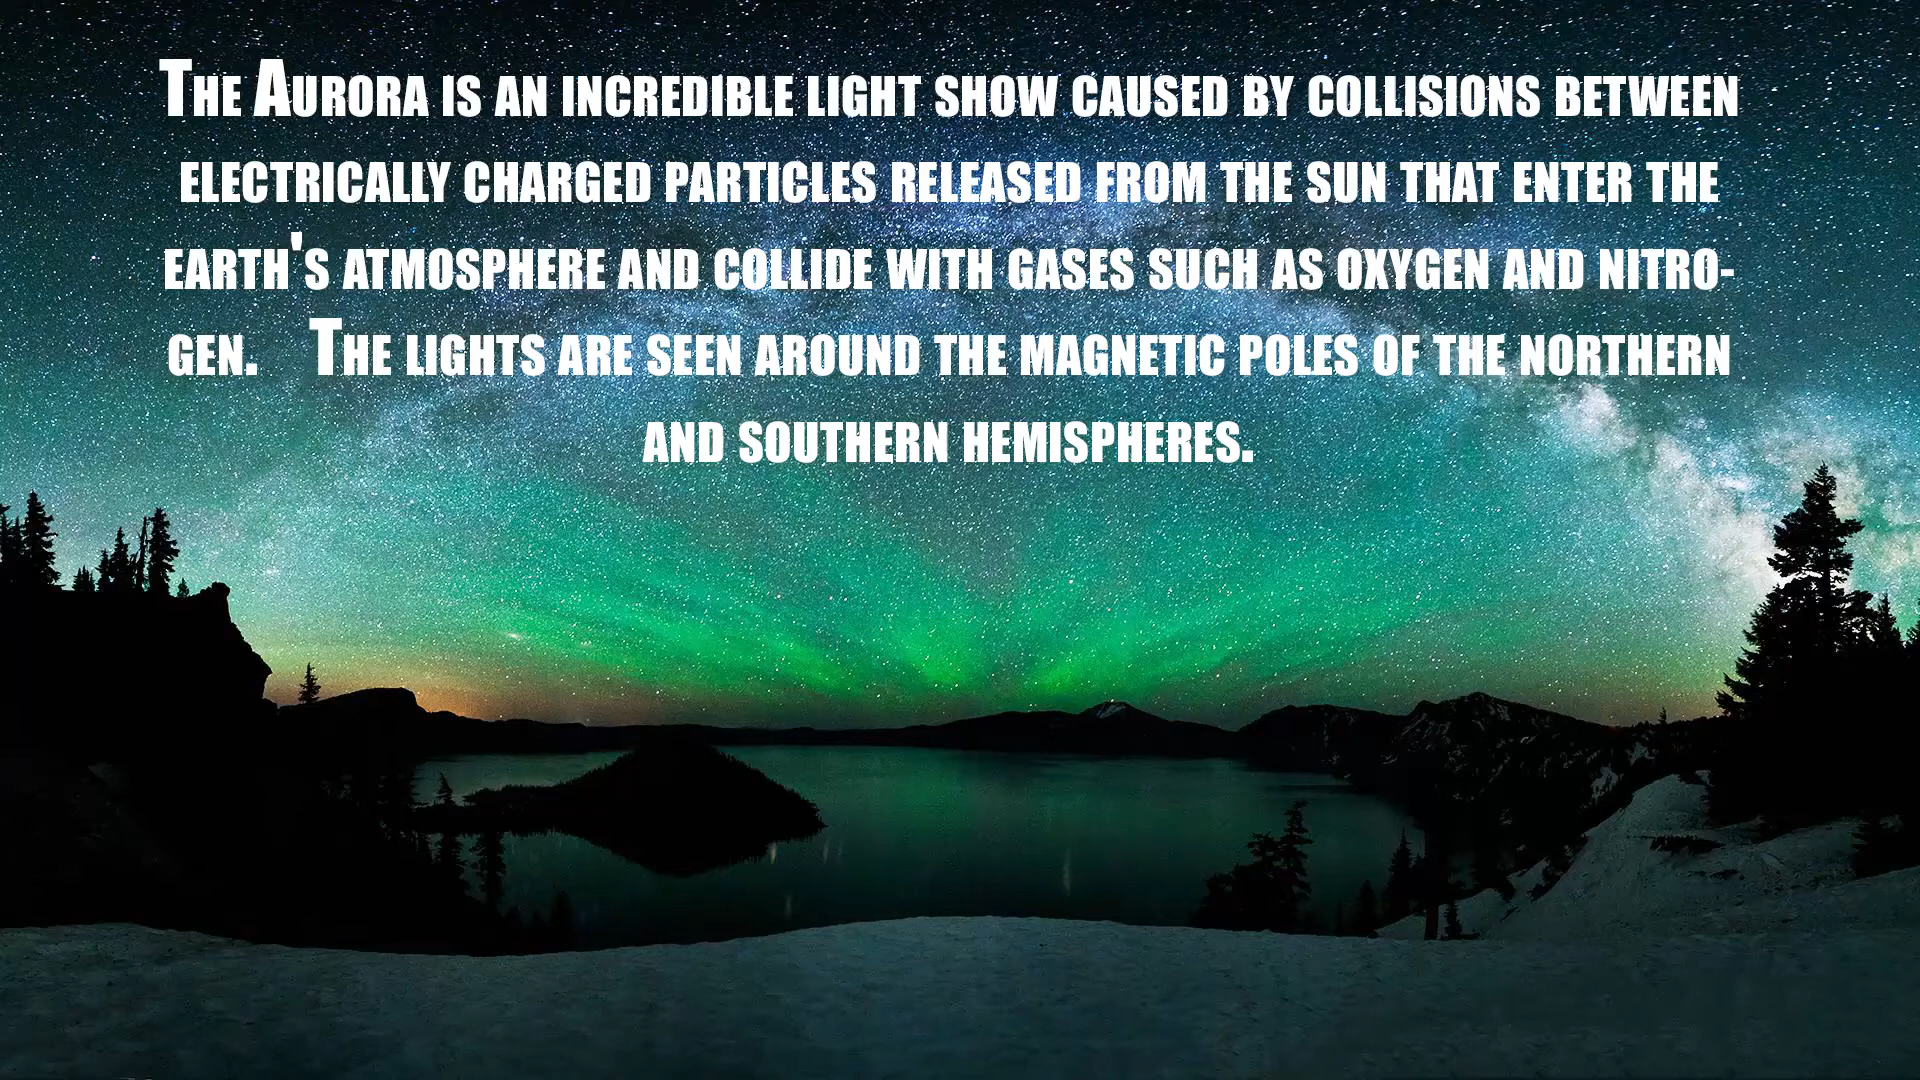 The Aurora is an incredible light show caused by collisions between
electrically charged particles released from the sun that enter the
earth's atmosphere and collide with gases such as oxygen and nitro-
gen.    The lights are seen around the magnetic poles of the northern
and southern hemispheres.